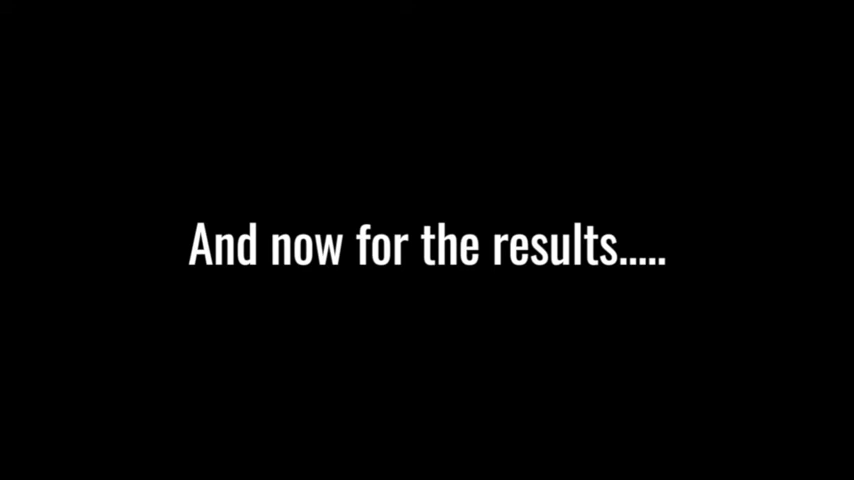 And now for the results.....